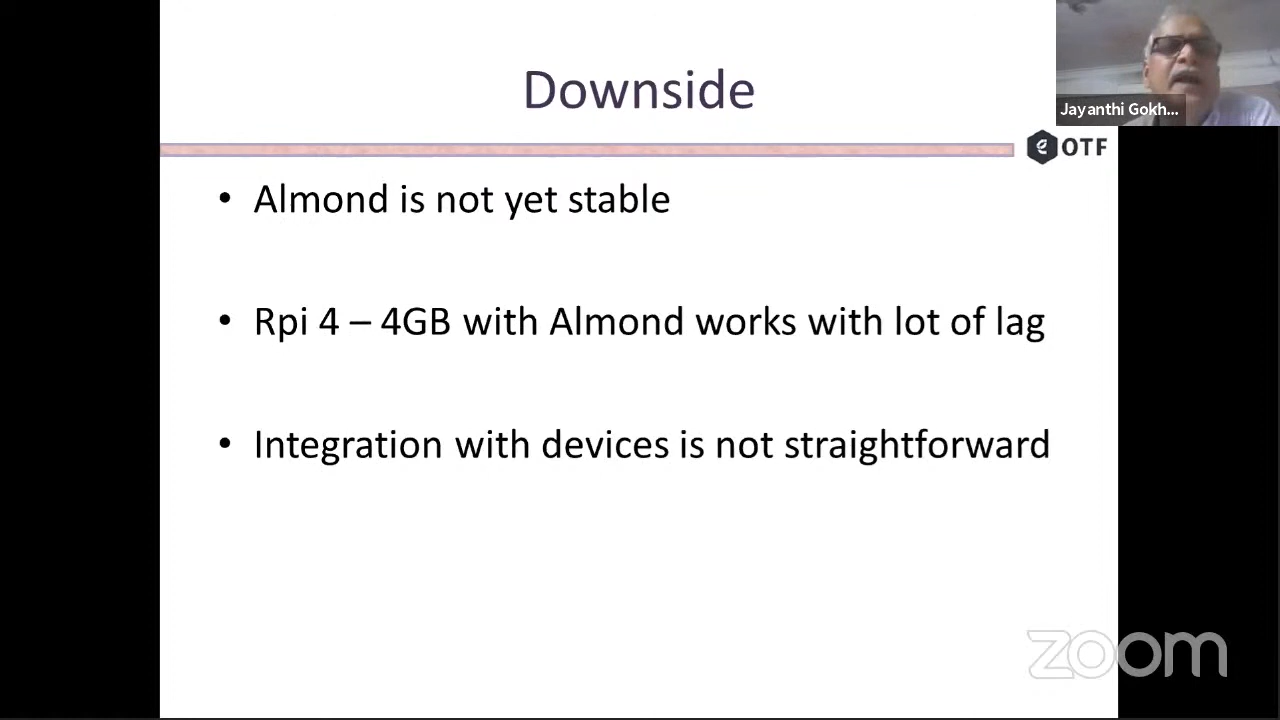 Downside
Jayanthi Gokh...
OTF
• Almond is not yet stable
• Rpi 4 – 4GB with Almond works with lot of lag
• Integration with devices is not straightforward
zoom